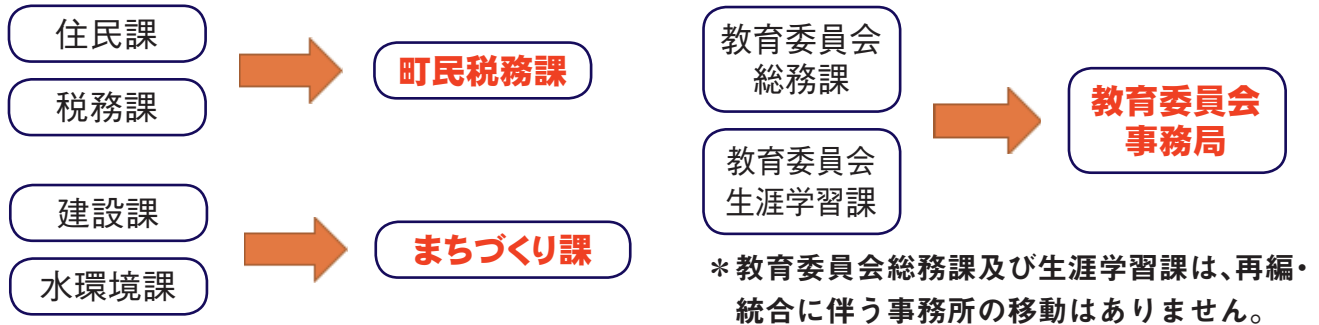 住民課
税務課
町民税務課
建設課
水環境課
まちづくり課
教育委員会
総務課
教育委員会
生涯学習課
教育委員会
事務局
＊教育委員会総務課及び生涯学習課は、再編・
統合に伴う事務所の移動はありません。